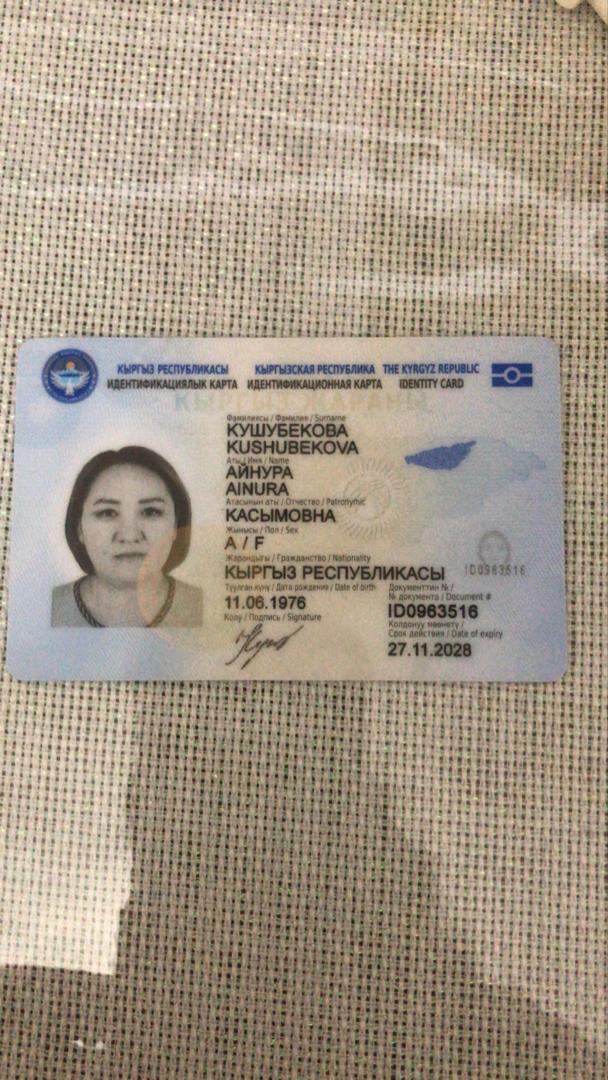 КЫРГЫЗ РЕСПУБЛИКАСЫ КЫРГЫЗСКАЯ РЕСПУБЛИКА THE KYRGYZ REPUBLIC
ИДЕНТИФИКАЦИЯЛЫК КАРТА ИДЕНТИФИКАЦИОННАЯ КАРТА IDENTITY CARD
Фамилиясы / Фамилия / Surname
КУШУБЕКОВА
KUSHUBEKOVA
Аты / Имя / Name
АЙНУРА
AINURA
Атасынын аты / Отчество / Patronymic
КАСЫМОВНА
Жынысы / Пол / Sex
А / F
Жарандыгы / Гражданство / Nationality
КЫРГЫЗ РЕСПУБЛИКАСЫ
ID0963516
Туулган күнү / Дата рождения / Date of birth
11.06.1976
Документтин № /
№ документа / Document #
ID0963516
Колу / Подпись / Signature
Колдонуу мөөнөтү /
Срок действия / Date of expiry
27.11.2028